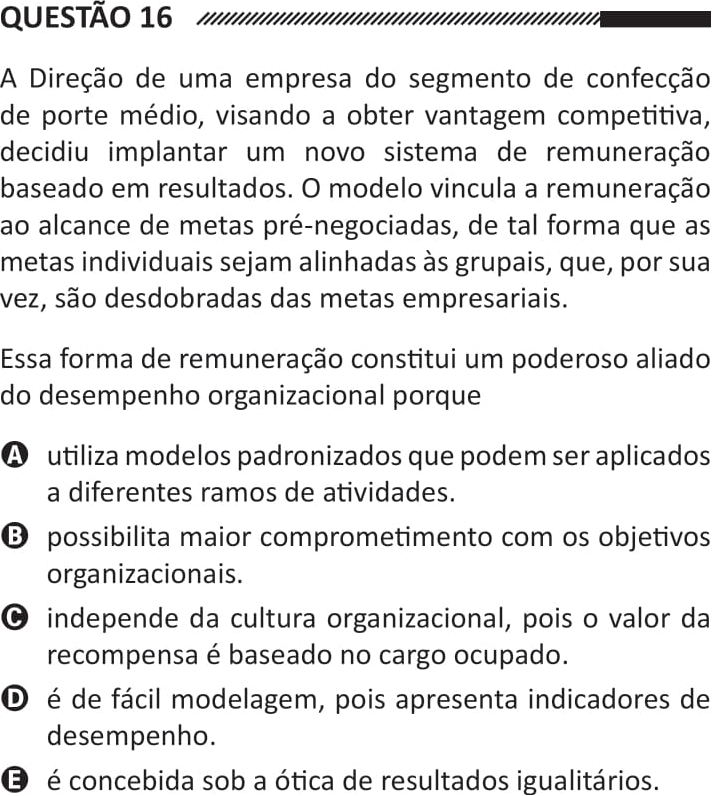 QUESTÃO 16
A Direção de uma empresa do segmento de confecção
de porte médio, visando a obter vantagem competitiva,
decidiu implantar um novo sistema de remuneração
baseado em resultados. O modelo vincula a remuneração
ao alcance de metas pré-negociadas, de tal forma que as
metas individuais sejam alinhadas às grupais, que, por sua
vez, são desdobradas das metas empresariais.
Essa forma de remuneração constitui um poderoso aliado
do desempenho organizacional porque
A utiliza modelos padronizados que podem ser aplicados
a diferentes ramos de atividades.
B possibilita maior comprometimento com os objetivos
organizacionais.
C independe da cultura organizacional, pois o valor da
recompensa é baseado no cargo ocupado.
D é de fácil modelagem, pois apresenta indicadores de
desempenho.
E é concebida sob a ótica de resultados igualitários.